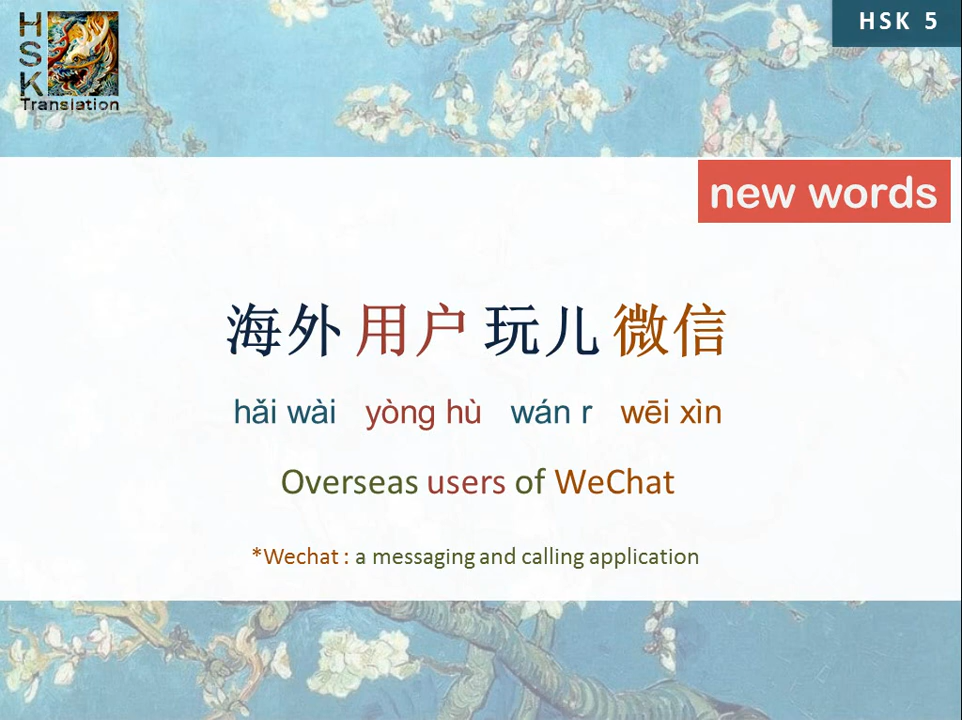 HSK
Translation
HSK 5
new words
海外 用户 玩儿 微信
hǎi wài yòng hù wán r wēi xìn
Overseas users of WeChat
*Wechat : a messaging and calling application